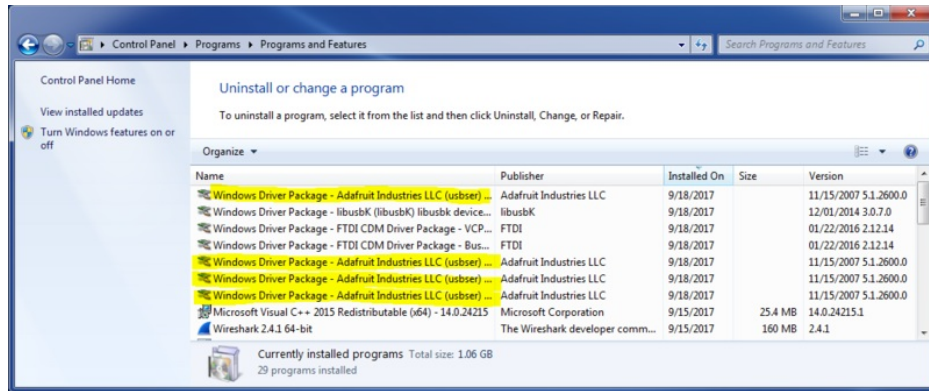 Control Panel ▸ Programs ▸ Programs and Features
Search Programs and Features
Control Panel Home
View installed updates
Turn Windows features on or
off
Uninstall or change a program
To uninstall a program, select it from the list and then click Uninstall, Change, or Repair.
Organize
Name Publisher Installed On Size Version
Windows Driver Package - Adafruit Industries LLC (usbser) ... Adafruit Industries LLC 9/18/2017 11/15/2007 5.1.2600.0
Windows Driver Package - libusbK (libusbK) libusbk device... libusbK 9/18/2017 12/01/2014 3.0.7.0
Windows Driver Package - FTDI CDM Driver Package - VCP... FTDI 9/18/2017 01/22/2016 2.12.14
Windows Driver Package - FTDI CDM Driver Package - Bus... FTDI 9/18/2017 01/22/2016 2.12.14
Windows Driver Package - Adafruit Industries LLC (usbser) ... Adafruit Industries LLC 9/18/2017 11/15/2007 5.1.2600.0
Windows Driver Package - Adafruit Industries LLC (usbser) ... Adafruit Industries LLC 9/18/2017 11/15/2007 5.1.2600.0
Windows Driver Package - Adafruit Industries LLC (usbser) ... Adafruit Industries LLC 9/18/2017 11/15/2007 5.1.2600.0
Microsoft Visual C++ 2015 Redistributable (x64) - 14.0.24215 Microsoft Corporation 9/15/2017 25.4 MB 14.0.24215.1
Wireshark 2.4.1 64-bit The Wireshark developer comm... 9/15/2017 160 MB 2.4.1
Currently installed programs Total size: 1.06 GB
29 programs installed